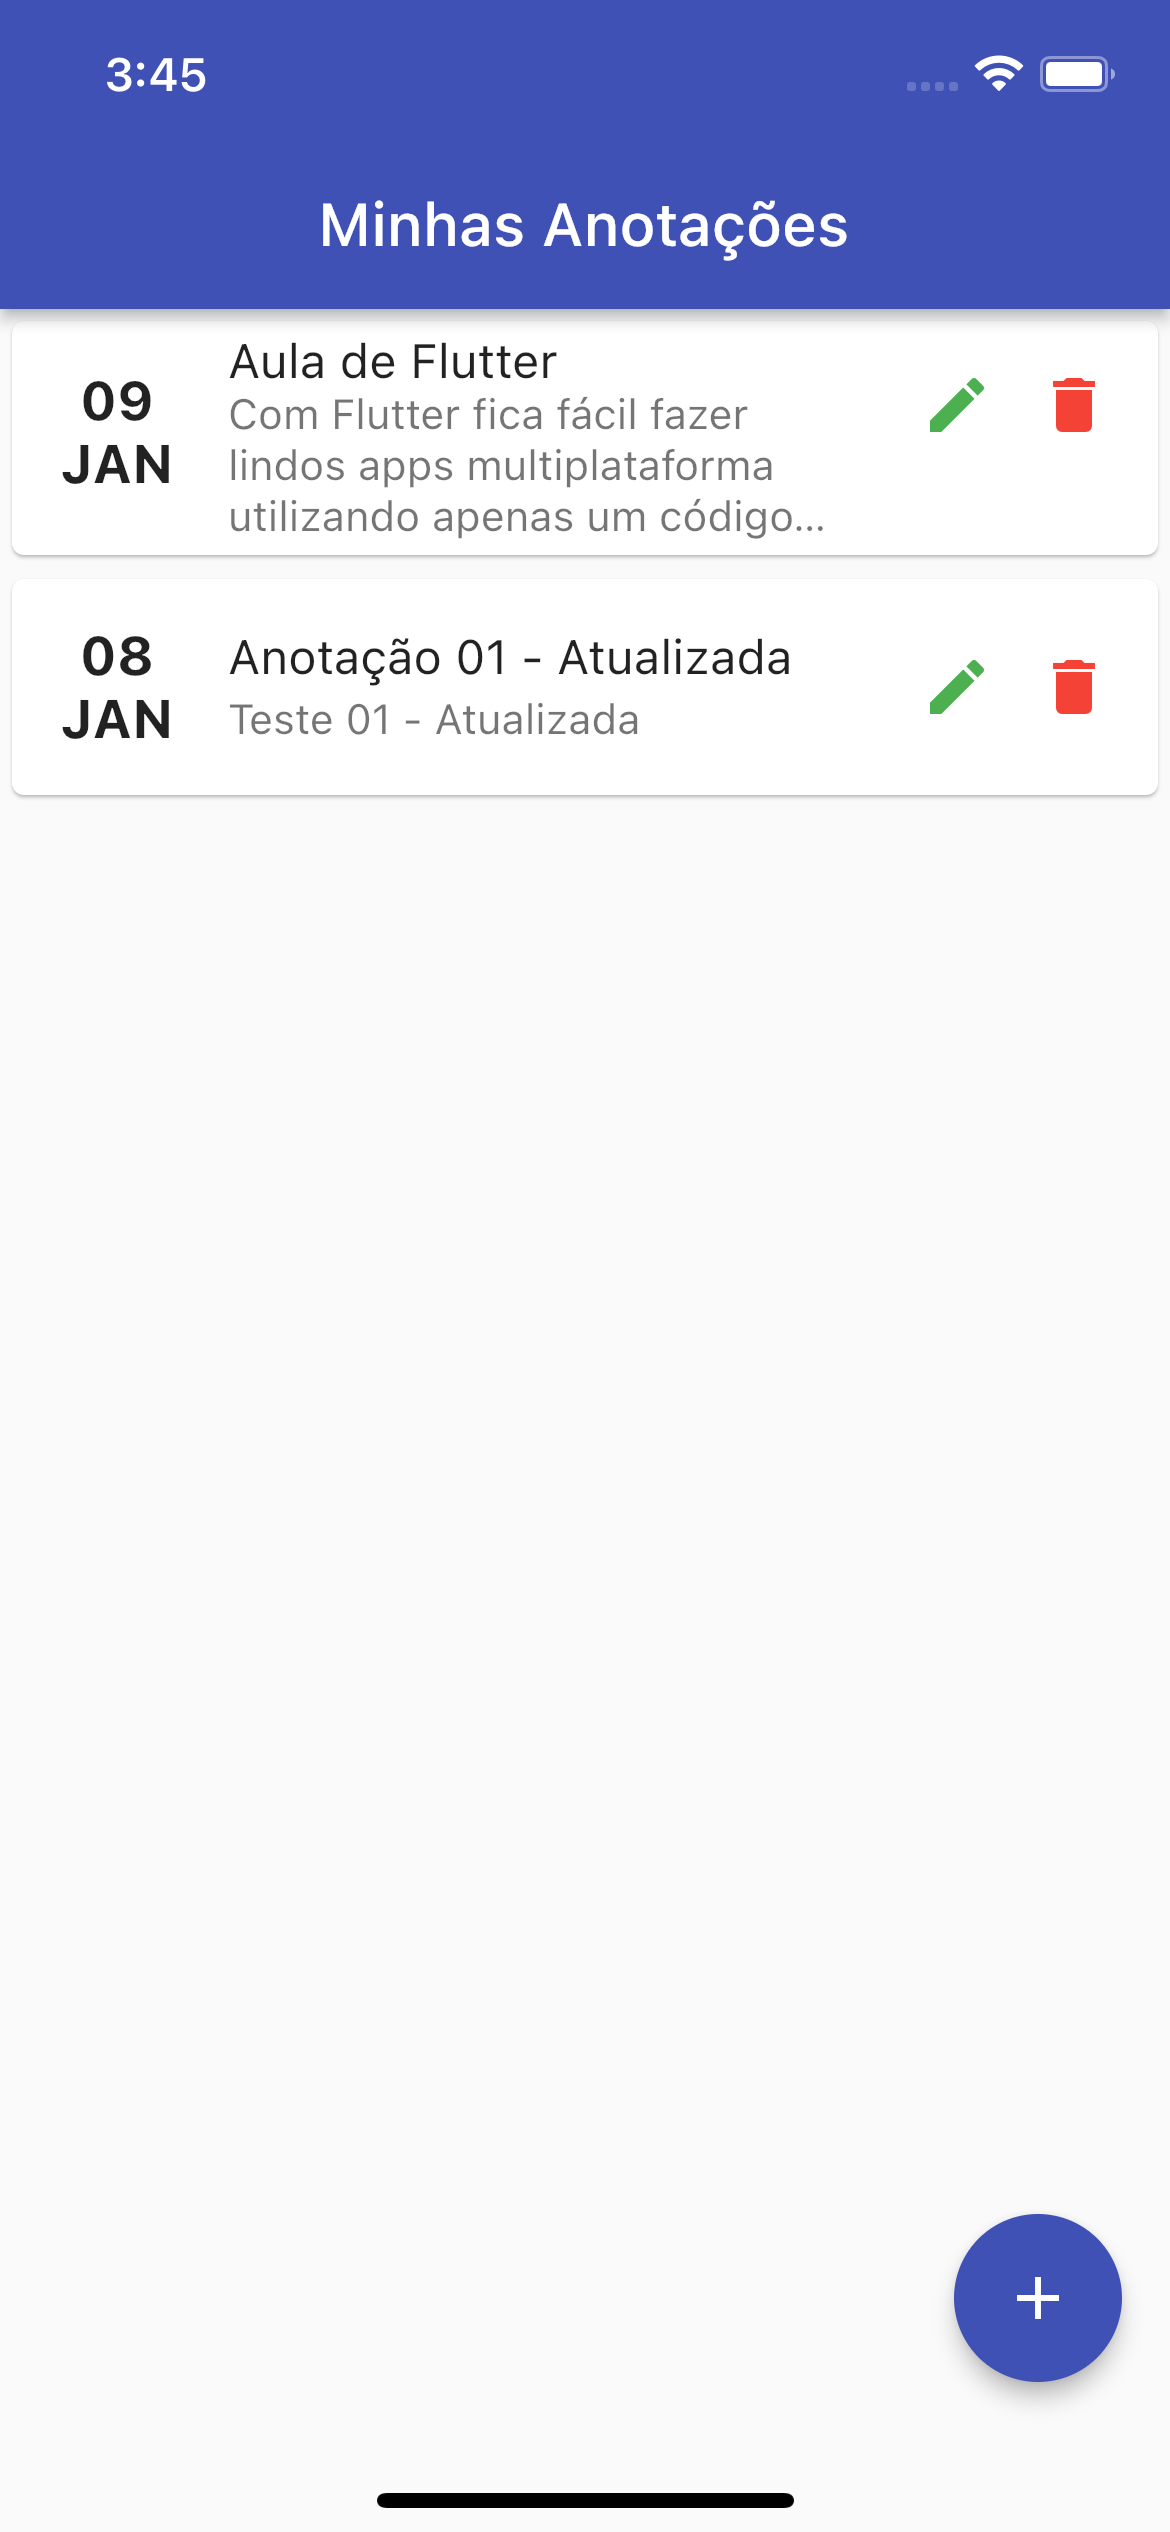 3:45
Minhas Anotações
09
JAN
Aula de Flutter
Com Flutter fica fácil fazer
lindos apps multiplataforma
utilizando apenas um código...
08
JAN
Anotação 01 - Atualizada
Teste 01 - Atualizada